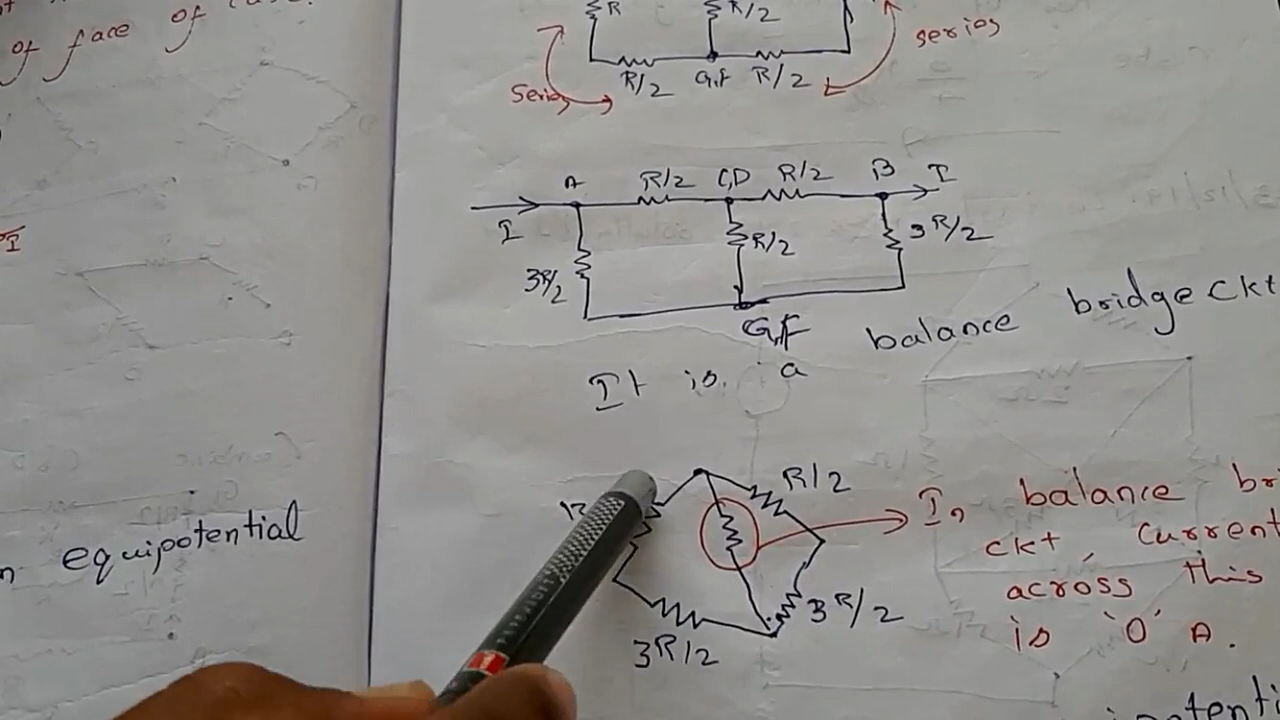 of face of
R
R/2
series
R/2 G,F R/2
Series
A R/2 C,D R/2 B I
I
3R/2
R/2
3R/2
I
G,F
balance bridge Ckt
It is a
R/2
3R/2
3R/2
In balance
ckt, Current
across this
is '0' A.
equipotential